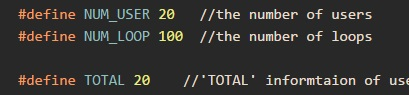 #define NUM_USER 20   //the number of users
#define NUM_LOOP 100  //the number of loops
#define TOTAL 20    //'TOTAL' informtaion of